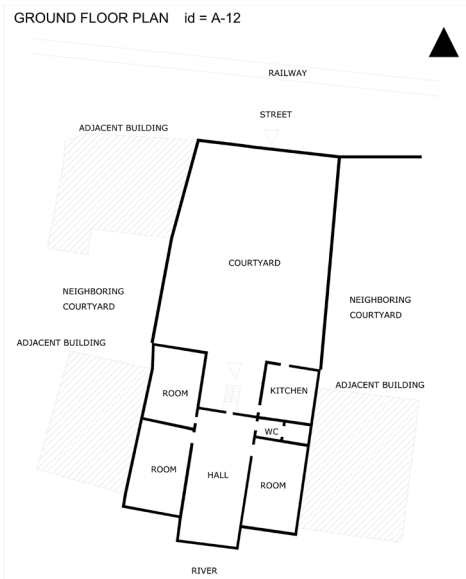 GROUND FLOOR PLAN id = A-12
RAILWAY
STREET
ADJACENT BUILDING
COURTYARD
NEIGHBORING
COURTYARD
NEIGHBORING
COURTYARD
ADJACENT BUILDING
ADJACENT BUILDING
ROOM
KITCHEN
WC
ROOM
HALL
ROOM
RIVER